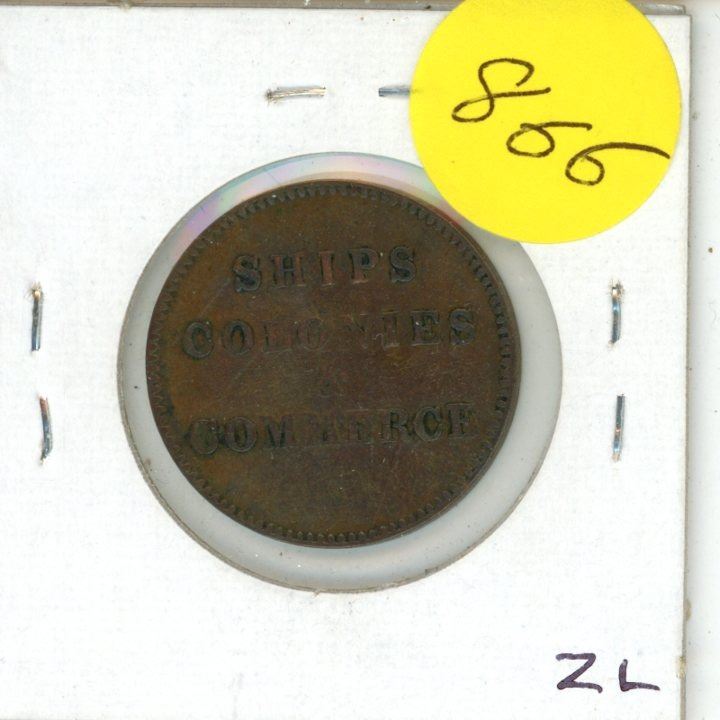 866
SHIPS
COLONIES
&
COMMERCE
ZL